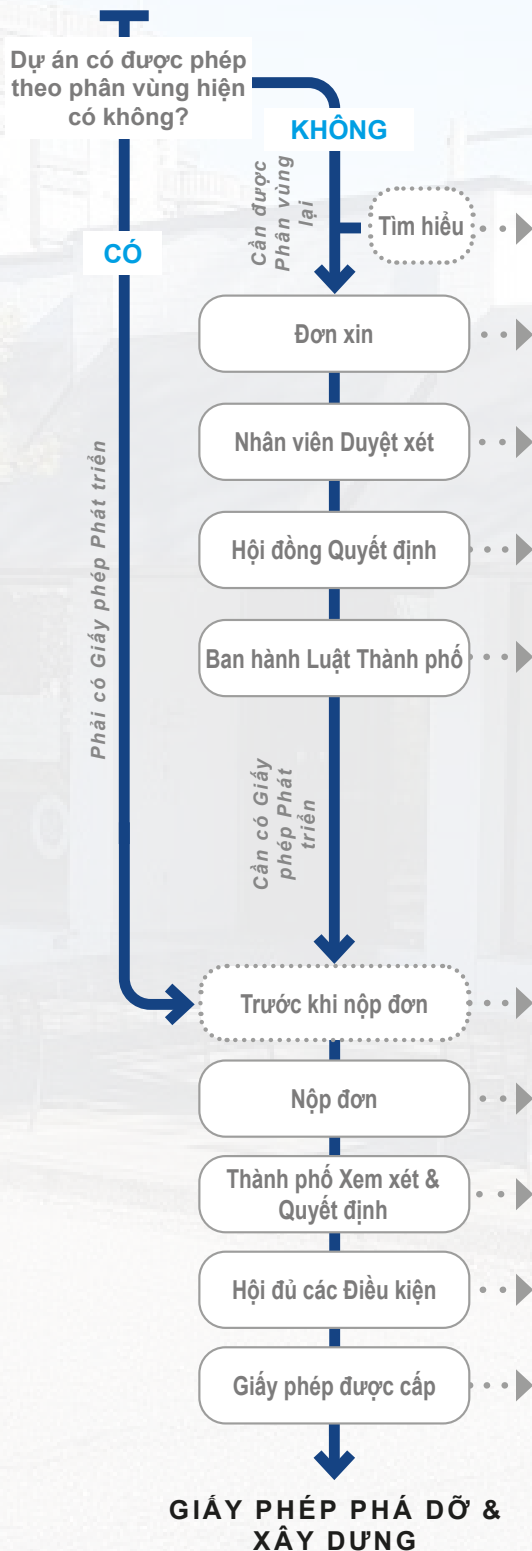 Dự án có được phép
theo phân vùng hiện
có không?
KHÔNG
Cần được
Phân vùng
lại
Tìm hiểu
CÓ
Đơn xin
Nhân viên Duyệt xét
Phải có Giấy phép Phát triển
Hội đồng Quyết định
Ban hành Luật Thành phố
Cần có Giấy
phép Phát
triển
Trước khi nộp đơn
Nộp đơn
Thành phố Xem xét &
Quyết định
Hội đủ các Điều kiện
Giấy phép được cấp
GIẤY PHÉP PHÁ DỠ &
XÂY DƯNG